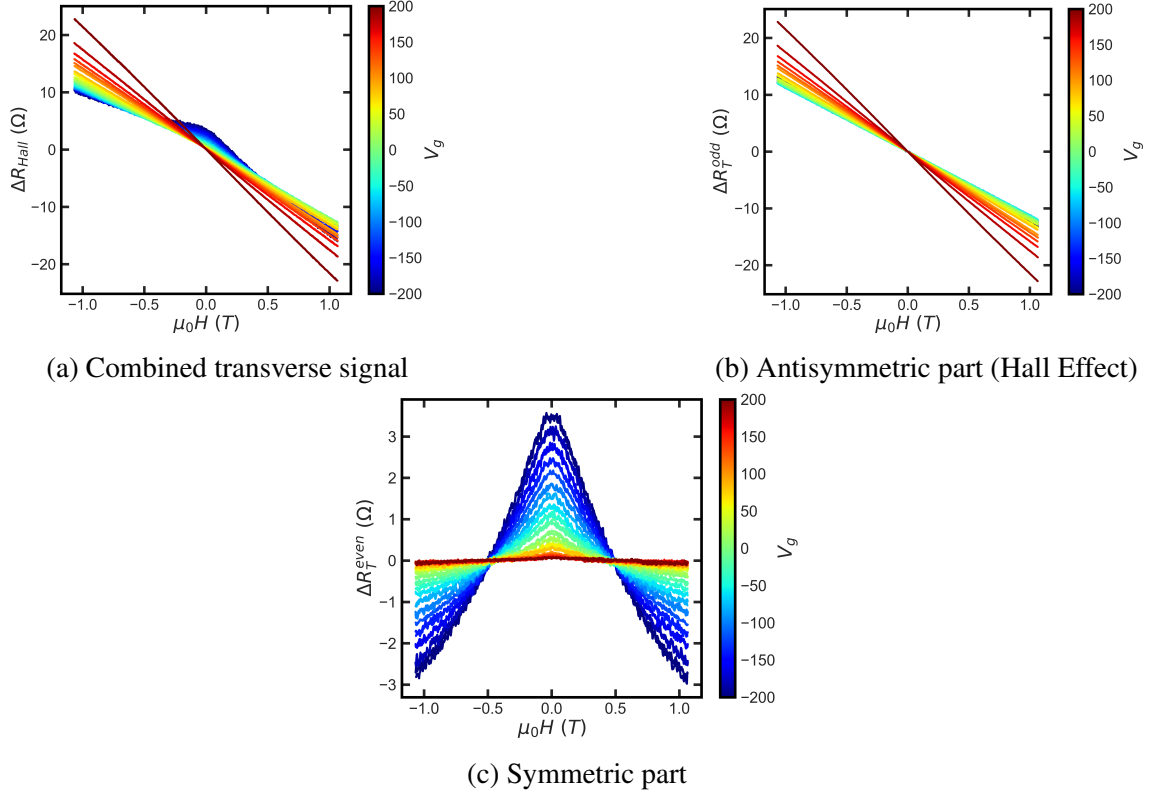 20
10
0
−10
−20
ΔR_Hall (Ω)
−1.0 −0.5 0.0 0.5 1.0
μ₀H (T)
200
150
100
50
0
−50
−100
−150
−200
V_g
(a) Combined transverse signal
20
10
0
−10
−20
ΔR_T^odd (Ω)
−1.0 −0.5 0.0 0.5 1.0
μ₀H (T)
200
150
100
50
0
−50
−100
−150
−200
V_g
(b) Antisymmetric part (Hall Effect)
3
2
1
0
−1
−2
−3
ΔR_T^even (Ω)
−1.0 −0.5 0.0 0.5 1.0
μ₀H (T)
200
150
100
50
0
−50
−100
−150
−200
V_g
(c) Symmetric part